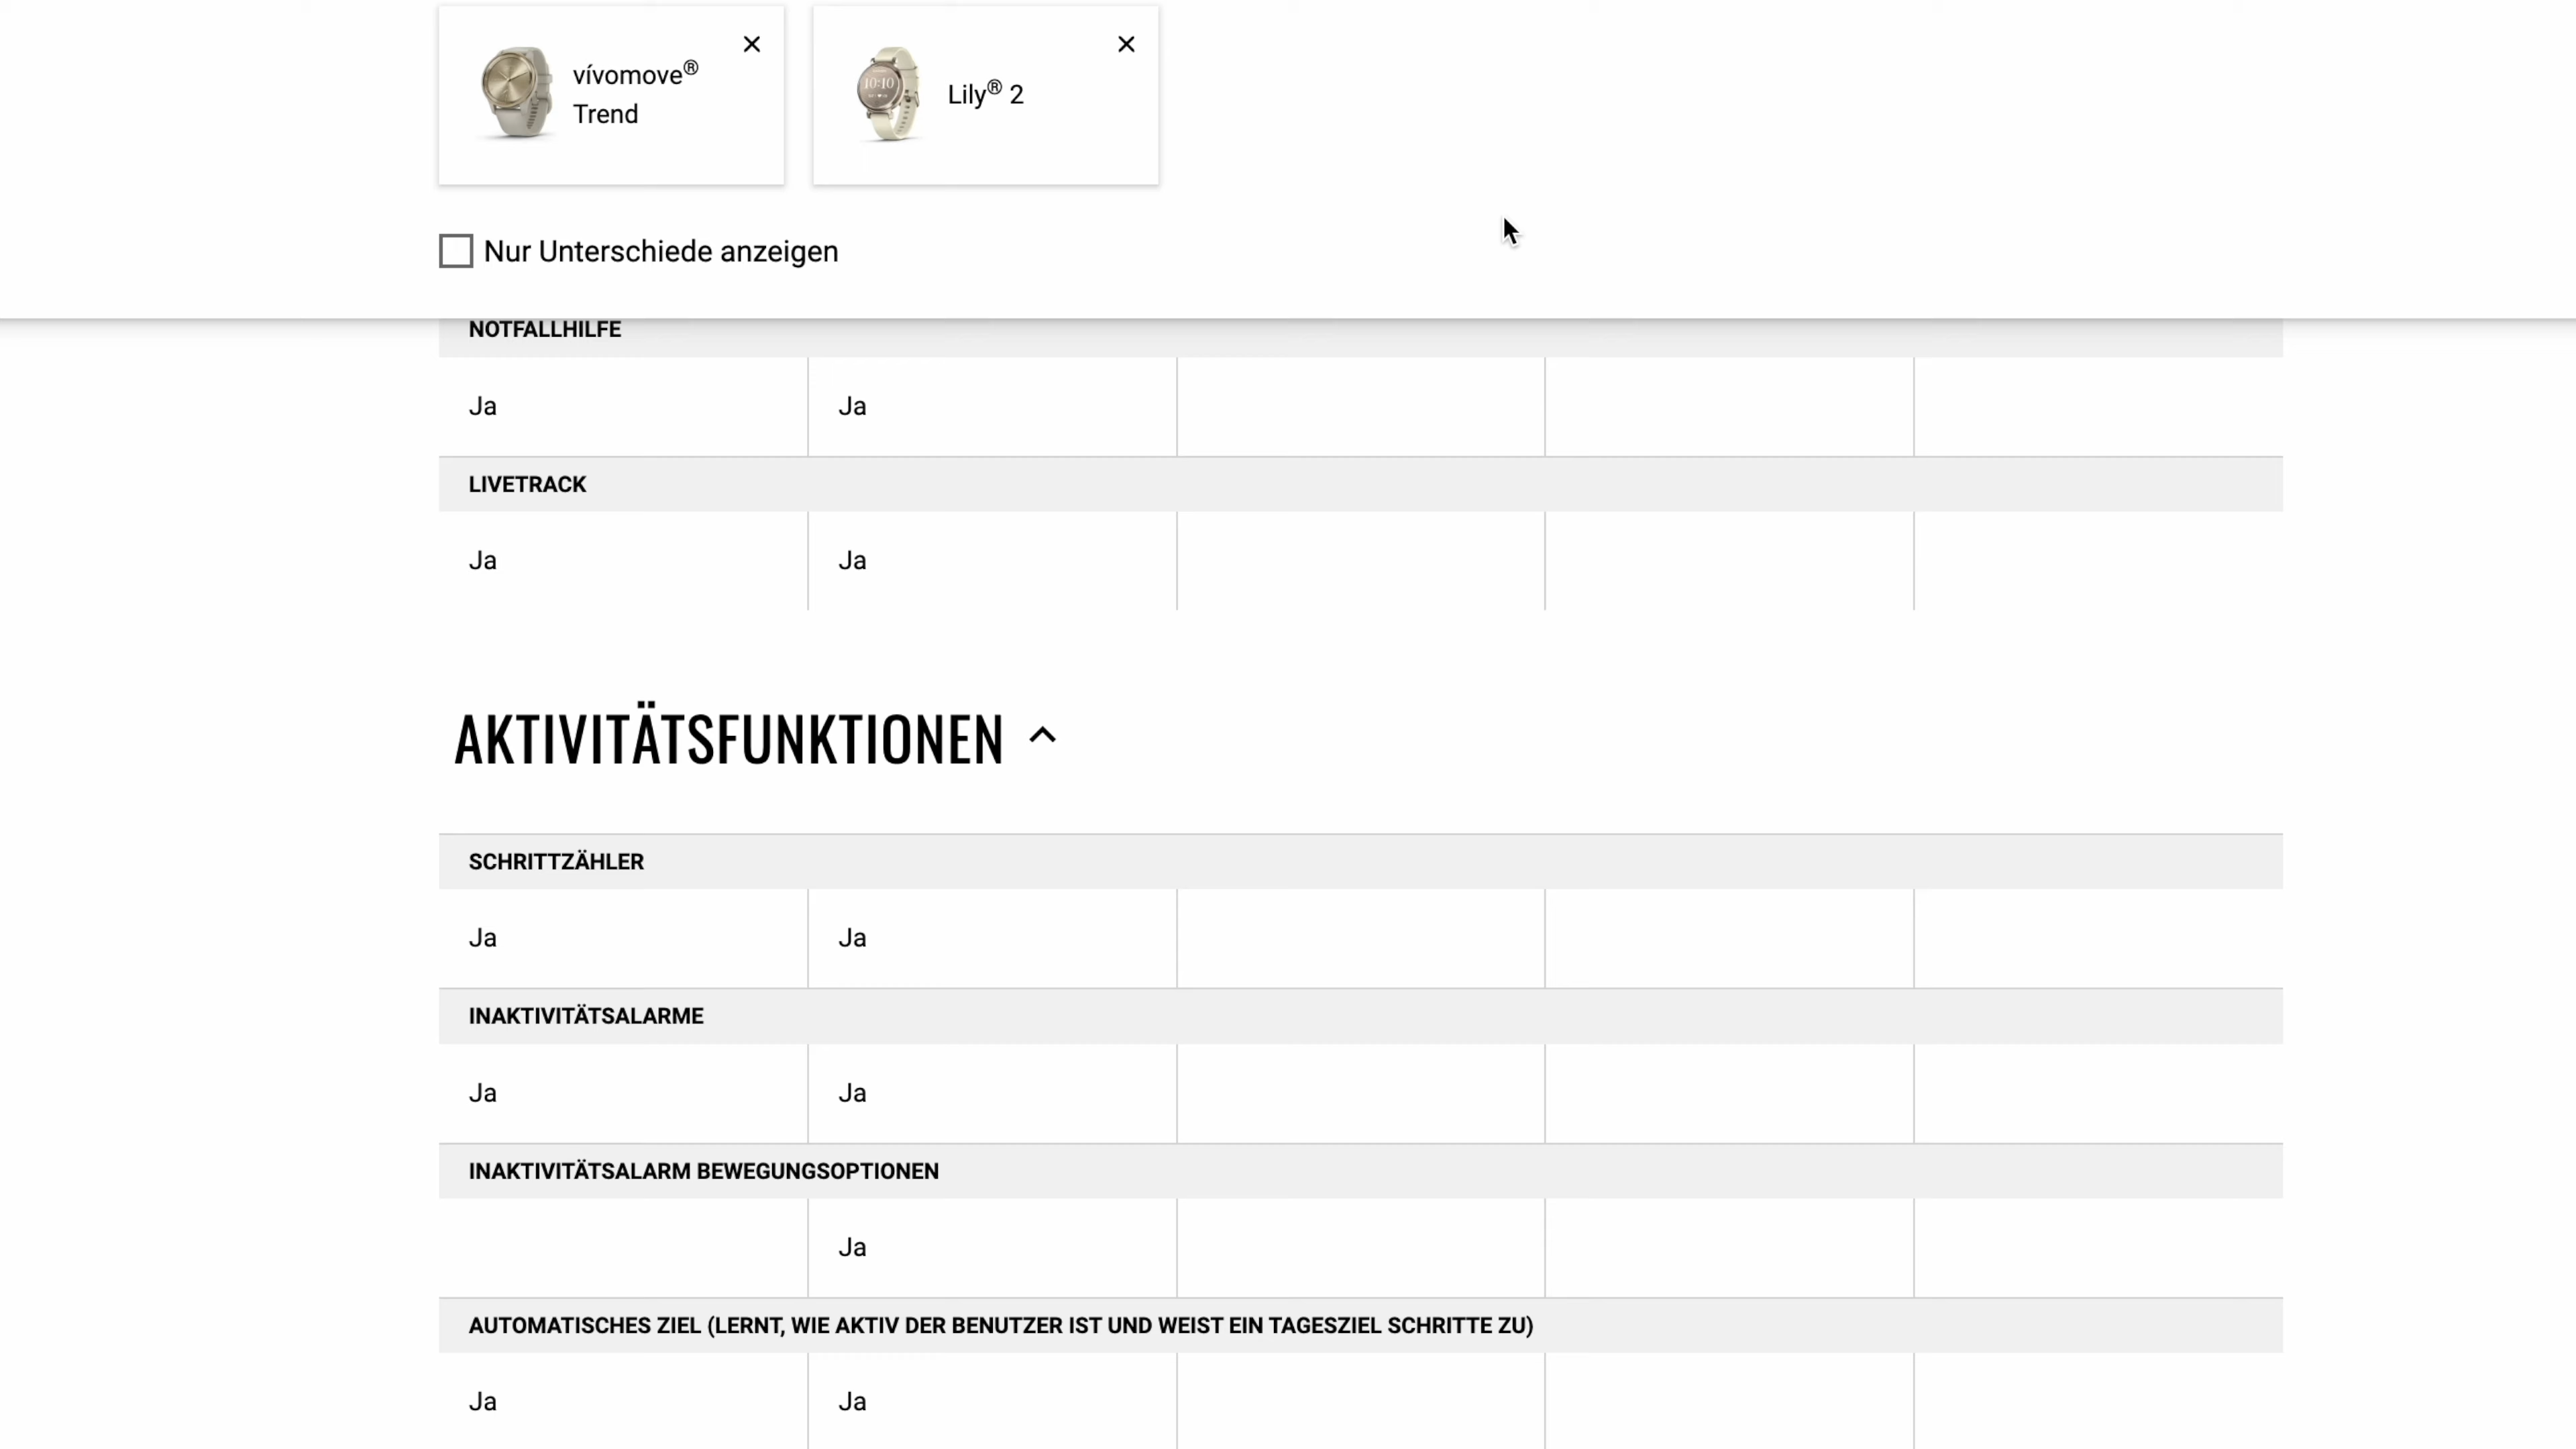 vívomove®
Trend
Lily® 2
10:10
Nur Unterschiede anzeigen
NOTFALLHILFE
Ja Ja
LIVETRACK
Ja Ja
AKTIVITÄTSFUNKTIONEN
SCHRITTZÄHLER
Ja Ja
INAKTIVITÄTSALARME
Ja Ja
INAKTIVITÄTSALARM BEWEGUNGSOPTIONEN
Ja
AUTOMATISCHES ZIEL (LERNT, WIE AKTIV DER BENUTZER IST UND WEIST EIN TAGESZIEL SCHRITTE ZU)
Ja Ja